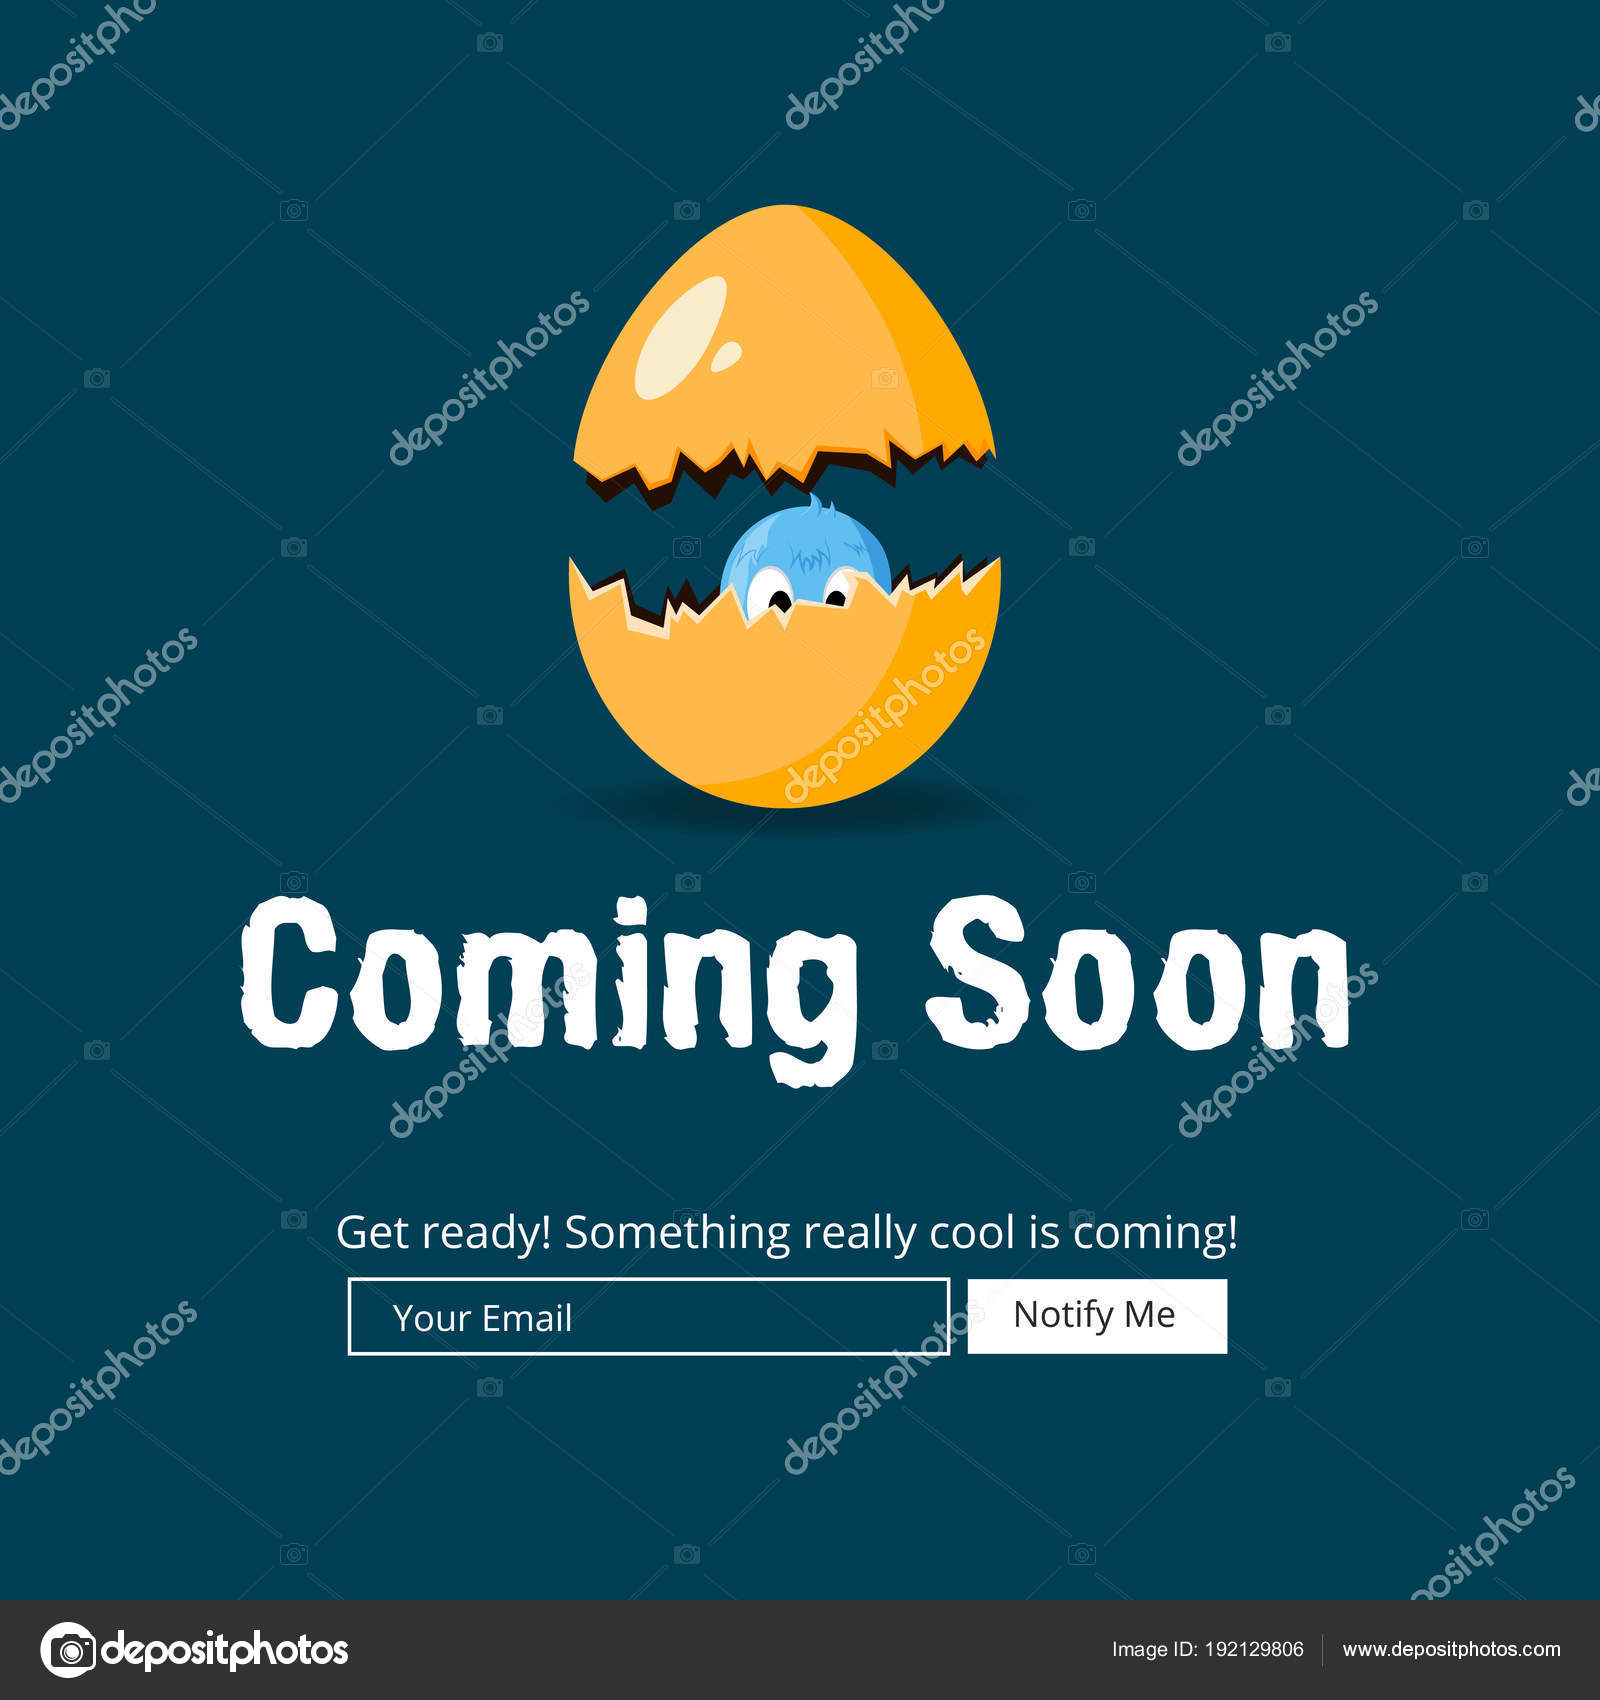 Coming Soon
Get ready! Something really cool is coming!
Your Email
Notify Me
depositphotos
Image ID: 192129806
www.depositphotos.com